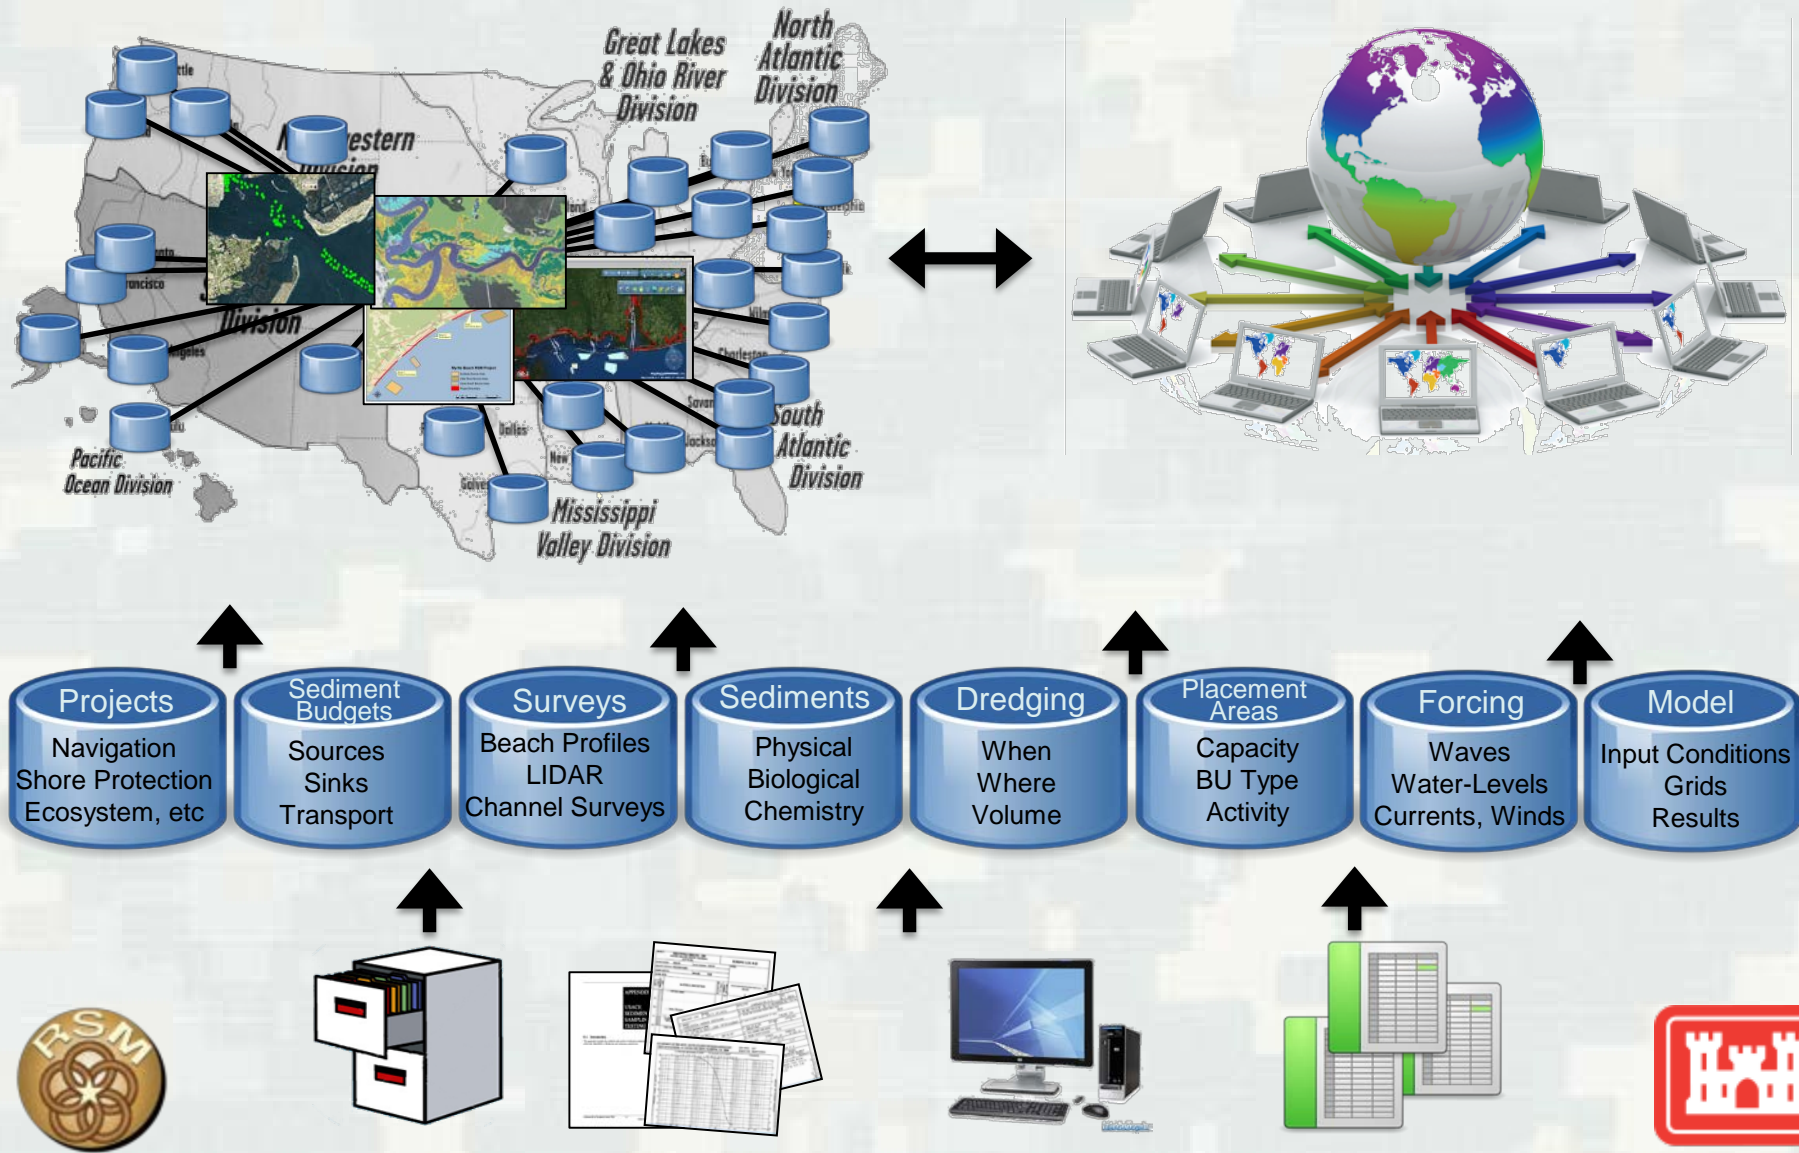 Great Lakes
& Ohio River
Division
North
Atlantic
Division
Division
Division
Pacific
Ocean Division
Dallas
New
Mississippi
Valley Division
South
Atlantic
Division
Projects
Navigation
Shore Protection
Ecosystem, etc
Sediment
Budgets
Sources
Sinks
Transport
Surveys
Beach Profiles
LIDAR
Channel Surveys
Sediments
Physical
Biological
Chemistry
Dredging
When
Where
Volume
Placement
Areas
Capacity
BU Type
Activity
Forcing
Waves
Water-Levels
Currents, Winds
Model
Input Conditions
Grids
Results
RSM